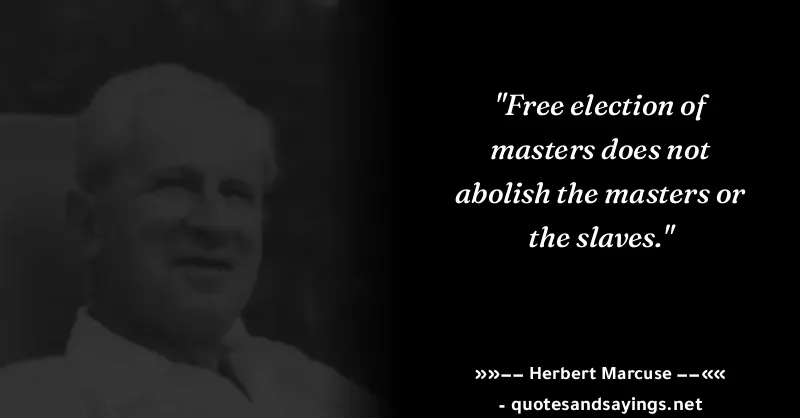 "Free election of
masters does not
abolish the masters or
the slaves."
»»–– Herbert Marcuse ––««
- quotesandsayings.net